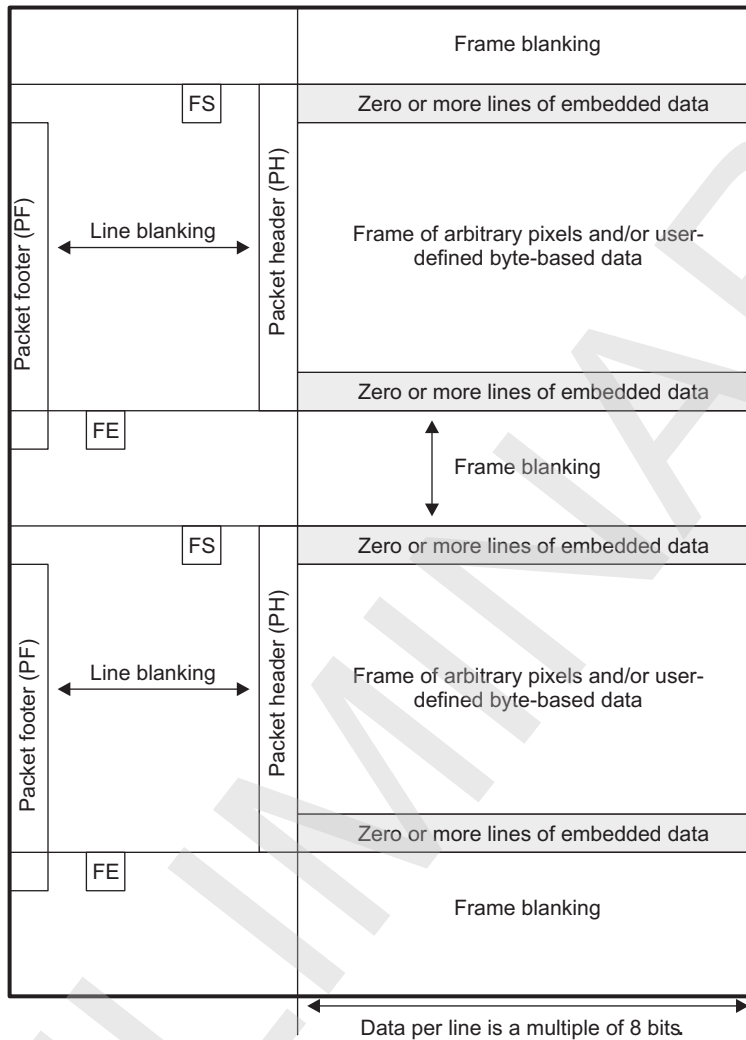 Frame blanking
FS
Zero or more lines of embedded data
Packet footer (PF)
Line blanking
Packet header (PH)
Frame of arbitrary pixels and/or user-
defined byte-based data
Zero or more lines of embedded data
FE
Frame blanking
FS
Zero or more lines of embedded data
Packet footer (PF)
Line blanking
Packet header (PH)
Frame of arbitrary pixels and/or user-
defined byte-based data
Zero or more lines of embedded data
FE
Frame blanking
Data per line is a multiple of 8 bits.